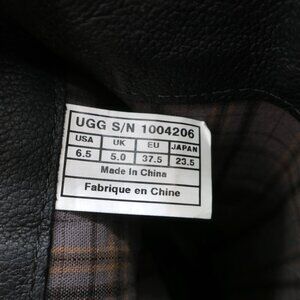 UGG S/N 1004206
USA UK EU JAPAN
6.5 5.0 37.5 23.5
Made in China
Fabrique en Chine